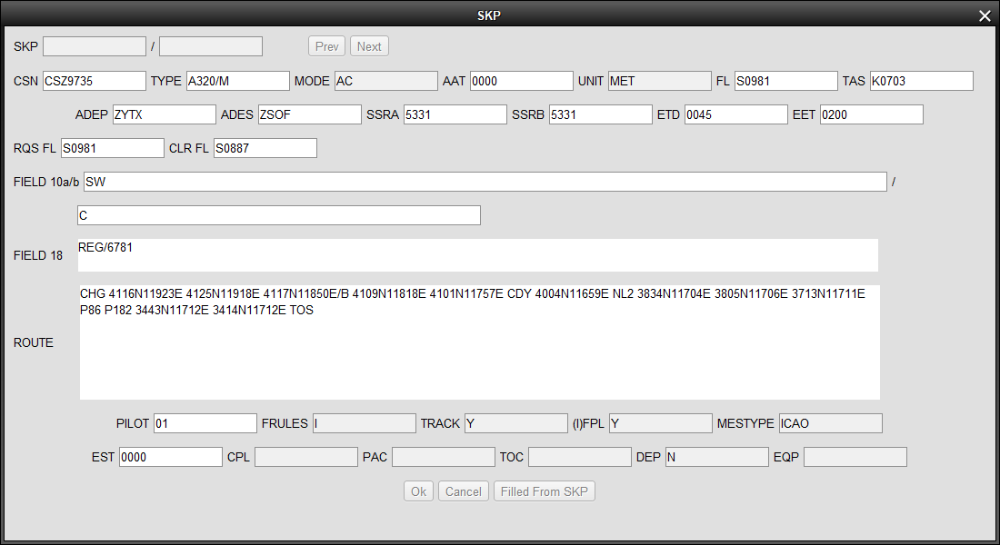 SKP
SKP /
Prev Next
CSN CSZ9735 TYPE A320/M MODE AC AAT 0000 UNIT MET FL S0981 TAS K0703
ADEP ZYTX ADES ZSOF SSRA 5331 SSRB 5331 ETD 0045 EET 0200
RQS FL S0981 CLR FL S0887
FIELD 10a/b SW /
C
FIELD 18 REG/6781
CHG 4116N11923E 4125N11918E 4117N11850E/B 4109N11818E 4101N11757E CDY 4004N11659E NL2 3834N11704E 3805N11706E 3713N11711E
P86 P182 3443N11712E 3414N11712E TOS
ROUTE
PILOT 01 FRULES I TRACK Y (I)FPL Y MESTYPE ICAO
EST 0000 CPL PAC TOC DEP N EQP
Ok Cancel Filled From SKP